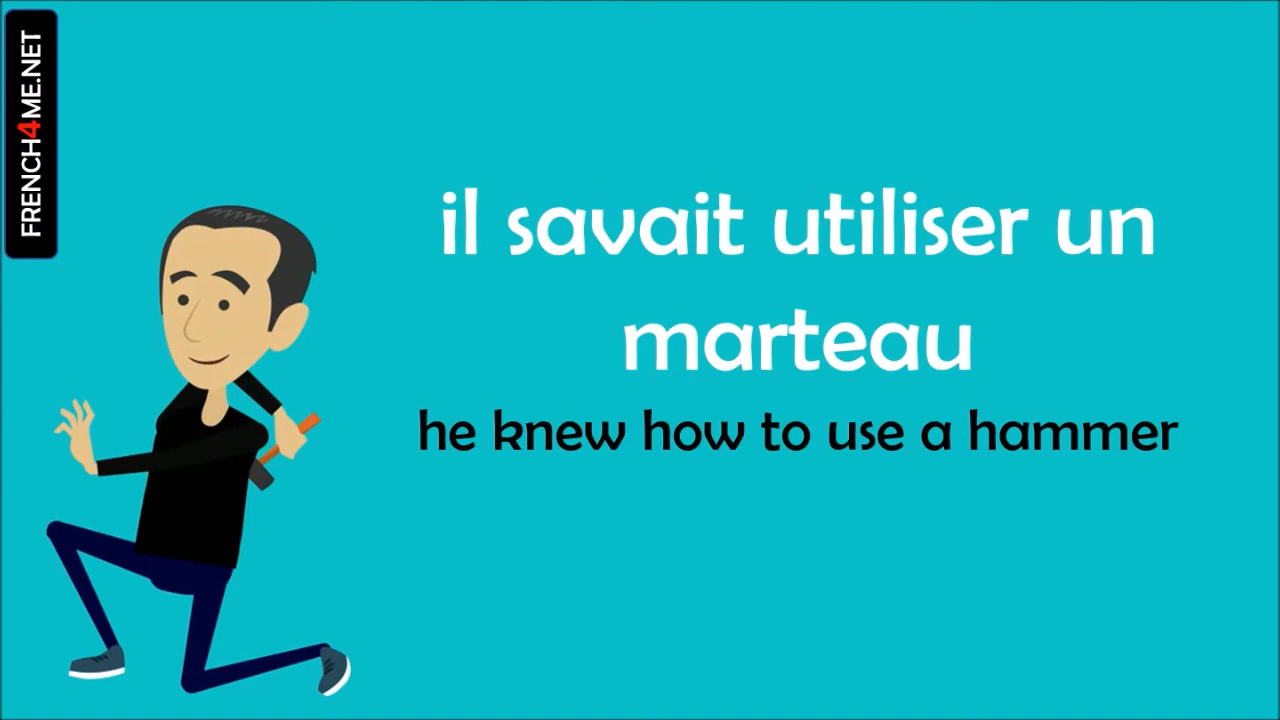 FRENCH4ME.NET
il savait utiliser un
marteau
he knew how to use a hammer